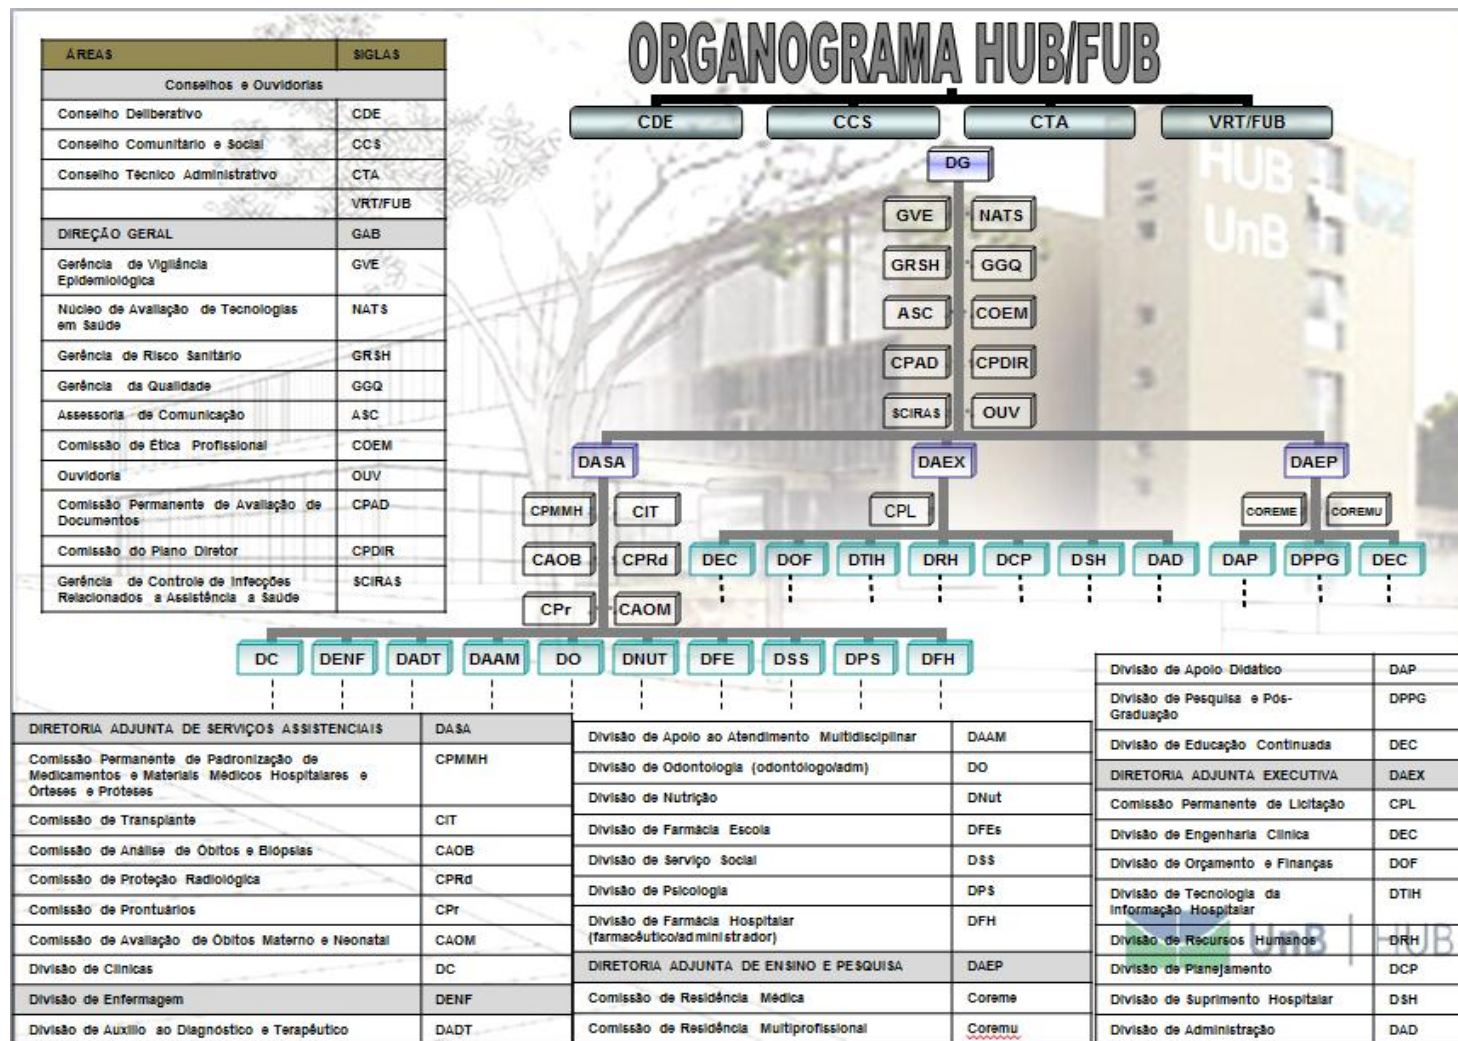 ORGANOGRAMA HUB/FUB
ÁREAS SIGLAS
Conselhos e Ouvidorias
Conselho Deliberativo CDE
Conselho Comunitário e Social CCS
Conselho Técnico Administrativo CTA
VRT/FUB
DIREÇÃO GERAL GAB
Gerência de Vigilância
Epidemiológica GVE
Núcleo de Avaliação de Tecnologias
em Saúde NATS
Gerência de Risco Sanitário GRSH
Gerência da Qualidade GGQ
Assessoria de Comunicação ASC
Comissão de Ética Profissional COEM
Ouvidoria OUV
Comissão Permanente de Avaliação de
Documentos CPAD
Comissão do Plano Diretor CPDIR
Gerência de Controle de Infecções
Relacionados a Assistência a Saúde SCIRAS
CDE CCS CTA VRT/FUB
DG
HUB
UnB
GVE NATS
GRSH GGQ
ASC COEM
CPAD CPDIR
SCIRAS OUV
DASA DAEX DAEP
CPMMH CIT CPL COREME COREMU
CAOB CPRd DEC DOF DTIH DRH DCP DSH DAD DAP DPPG DEC
CPr CAOM
DC DENF DADT DAAM DO DNUT DFE DSS DPS DFH
DIRETORIA ADJUNTA DE SERVIÇOS ASSISTENCIAIS DASA
Comissão Permanente de Padronização de
Medicamentos e Materiais Médicos Hospitalares e
Órteses e Próteses CPMMH
Comissão de Transplante CIT
Comissão de Análise de Óbitos e Biópsias CAOB
Comissão de Proteção Radiológica CPRd
Comissão de Prontuários CPr
Comissão de Avaliação de Óbitos Materno e Neonatal CAOM
Divisão de Clínicas DC
Divisão de Enfermagem DENF
Divisão de Auxílio ao Diagnóstico e Terapêutico DADT
Divisão de Apoio ao Atendimento Multidisciplinar DAAM
Divisão de Odontologia (odontólogo/adm) DO
Divisão de Nutrição DNut
Divisão de Farmácia Escola DFEs
Divisão de Serviço Social DSS
Divisão de Psicologia DPS
Divisão de Farmácia Hospitalar
(farmacêutico/administrador) DFH
DIRETORIA ADJUNTA DE ENSINO E PESQUISA DAEP
Comissão de Residência Médica Coreme
Comissão de Residência Multiprofissional Coremu
Divisão de Apoio Didático DAP
Divisão de Pesquisa e Pós-
Graduação DPPG
Divisão de Educação Continuada DEC
DIRETORIA ADJUNTA EXECUTIVA DAEX
Comissão Permanente de Licitação CPL
Divisão de Engenharia Clínica DEC
Divisão de Orçamento e Finanças DOF
Divisão de Tecnologia da
Informação Hospitalar DTIH
Divisão de Recursos Humanos DRH
Divisão de Planejamento DCP
Divisão de Suprimento Hospitalar DSH
Divisão de Administração DAD
UnB | HUB